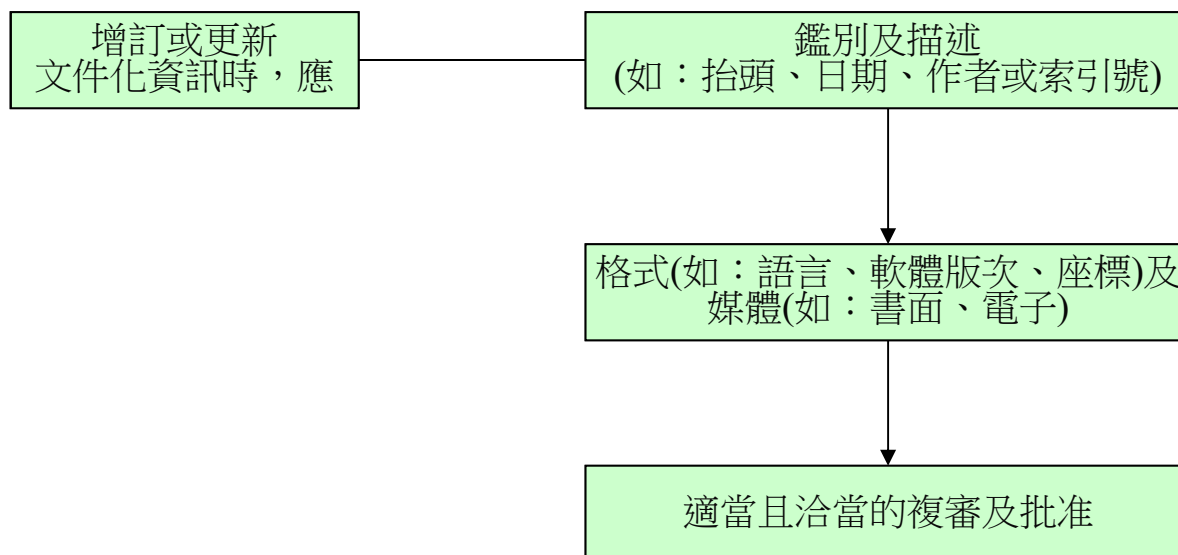 增訂或更新
文件化資訊時，應
鑑別及描述
(如：抬頭、日期、作者或索引號)
格式(如：語言、軟體版次、座標)及
媒體(如：書面、電子)
適當且洽當的複審及批准